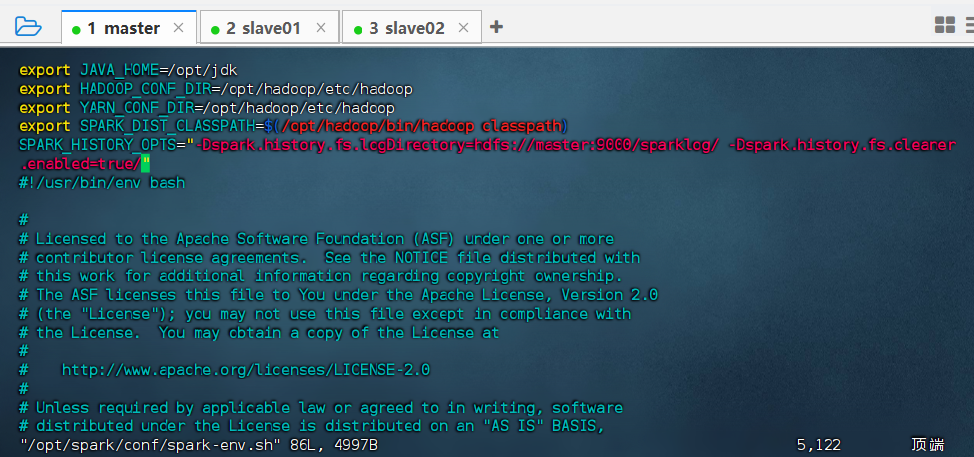 1 master × 2 slave01 × 3 slave02 × +
export JAVA_HOME=/opt/jdk
export HADOOP_CONF_DIR=/opt/hadoop/etc/hadoop
export YARN_CONF_DIR=/opt/hadoop/etc/hadoop
export SPARK_DIST_CLASSPATH=$(/opt/hadoop/bin/hadoop classpath)
SPARK_HISTORY_OPTS="-Dspark.history.fs.logDirectory=hdfs://master:9000/sparklog/ -Dspark.history.fs.cleaner
.enabled=true/"
#!/usr/bin/env bash
#
# Licensed to the Apache Software Foundation (ASF) under one or more
# contributor license agreements.  See the NOTICE file distributed with
# this work for additional information regarding copyright ownership.
# The ASF licenses this file to You under the Apache License, Version 2.0
# (the "License"); you may not use this file except in compliance with
# the License.  You may obtain a copy of the License at
#
#    http://www.apache.org/licenses/LICENSE-2.0
#
# Unless required by applicable law or agreed to in writing, software
# distributed under the License is distributed on an "AS IS" BASIS,
"/opt/spark/conf/spark-env.sh" 86L, 4997B 5,122 顶端